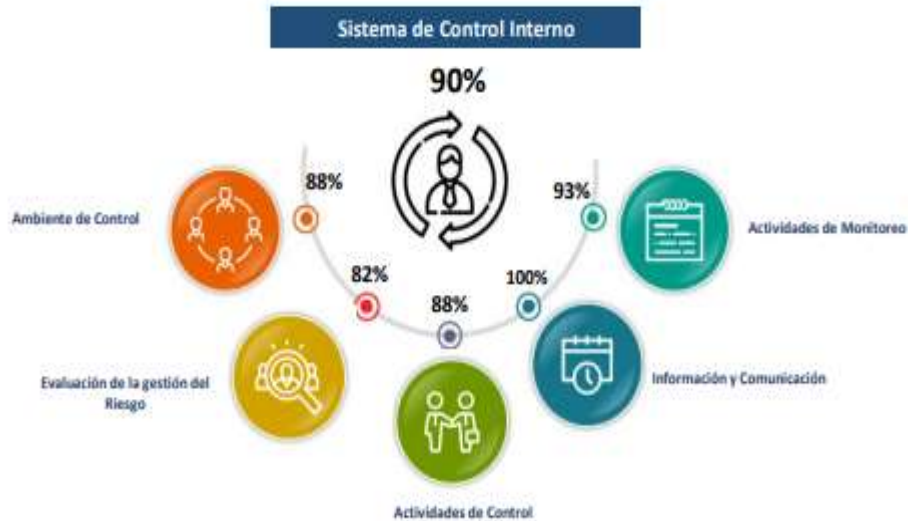 Sistema de Control Interno
90%
88%
93%
Ambiente de Control
Actividades de Monitoreo
82%
100%
88%
Evaluación de la gestión del
Riesgo
Información y Comunicación
Actividades de Control